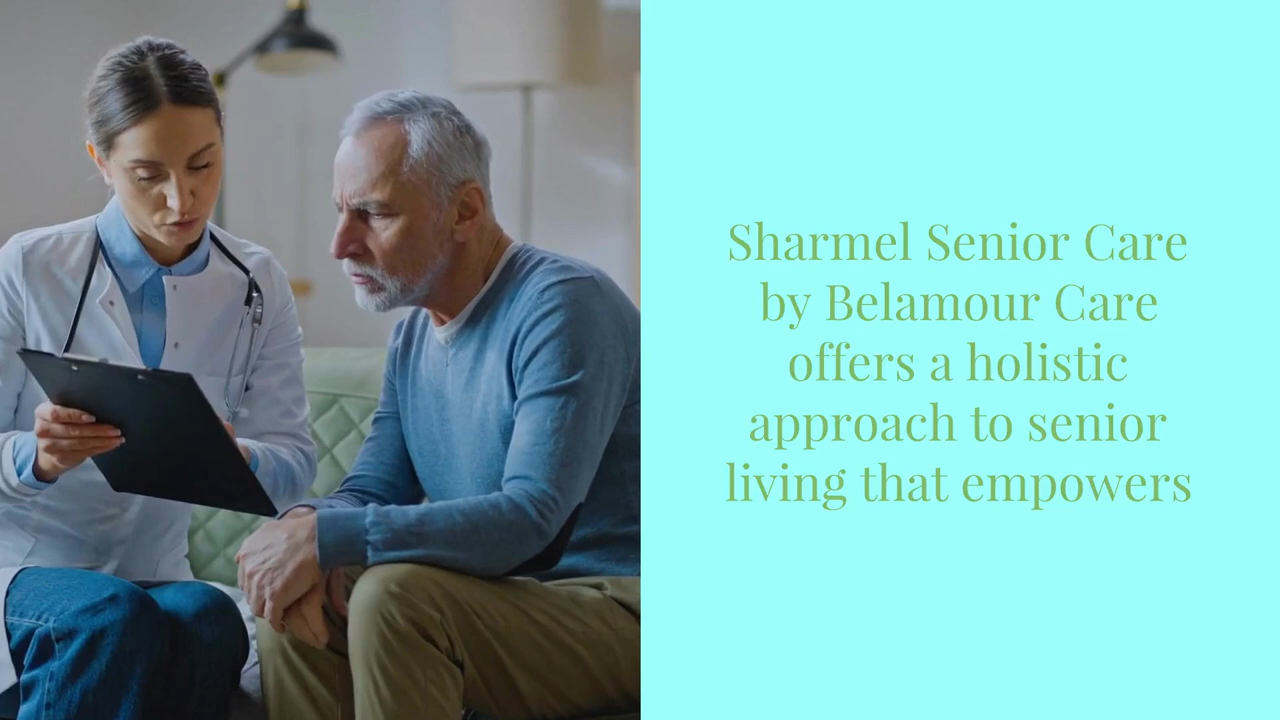 Sharmel Senior Care
by Belamour Care
offers a holistic
approach to senior
living that empowers